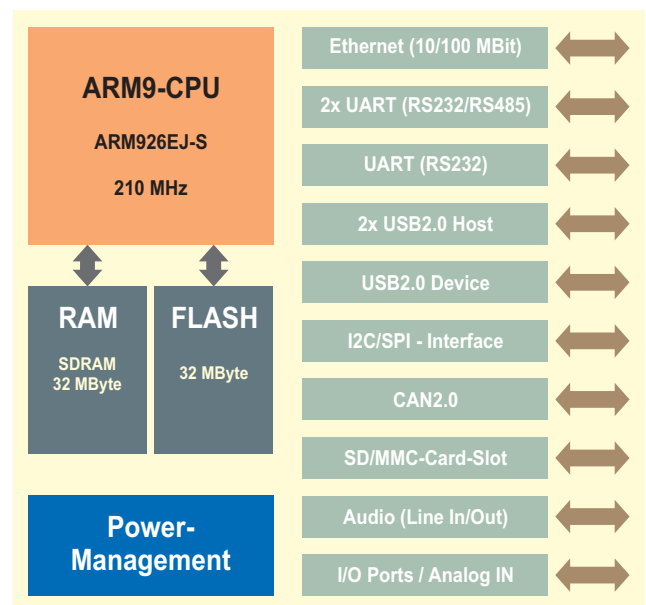 ARM9-CPU
ARM926EJ-S
210 MHz
RAM
SDRAM
32 MByte
FLASH
32 MByte
Power-
Management
Ethernet (10/100 MBit)
2x UART (RS232/RS485)
UART (RS232)
2x USB2.0 Host
USB2.0 Device
I2C/SPI - Interface
CAN2.0
SD/MMC-Card-Slot
Audio (Line In/Out)
I/O Ports / Analog IN